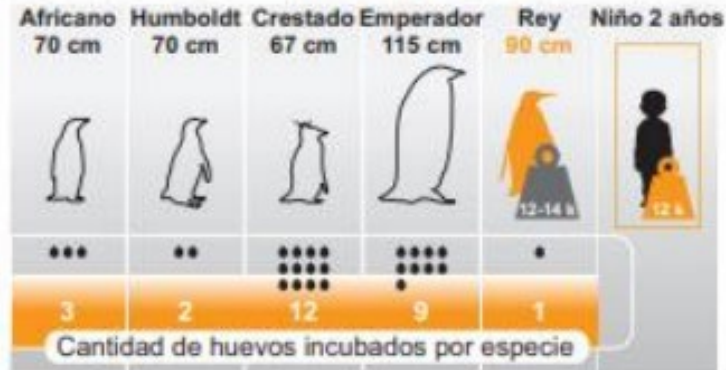 Africano Humboldt Crestado Emperador Rey Niño 2 años
70 cm 70 cm 67 cm 115 cm 90 cm
12-14 k 12 k
3 2 12 9 1
Cantidad de huevos incubados por especie